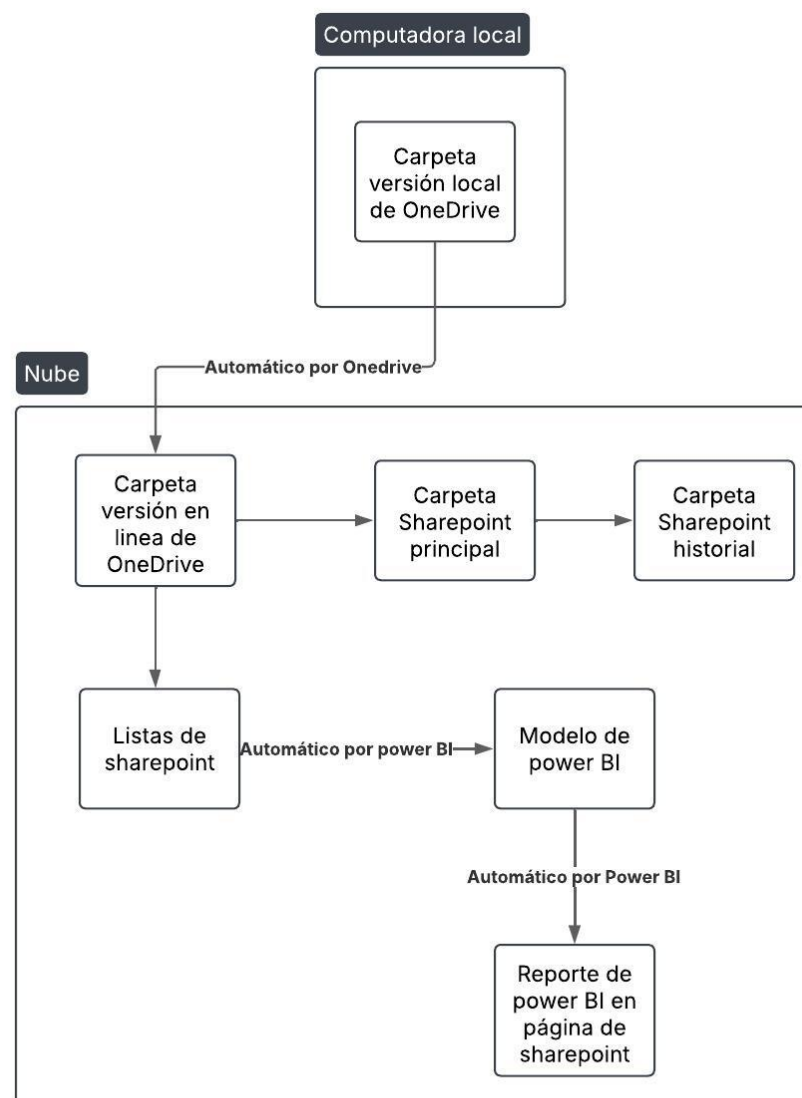 Computadora local
Carpeta
versión local
de OneDrive
Automático por Onedrive
Nube
Carpeta
versión en
linea de
OneDrive
Carpeta
Sharepoint
principal
Carpeta
Sharepoint
historial
Listas de
sharepoint
Automático por power BI
Modelo de
power BI
Automático por Power BI
Reporte de
power BI en
página de
sharepoint